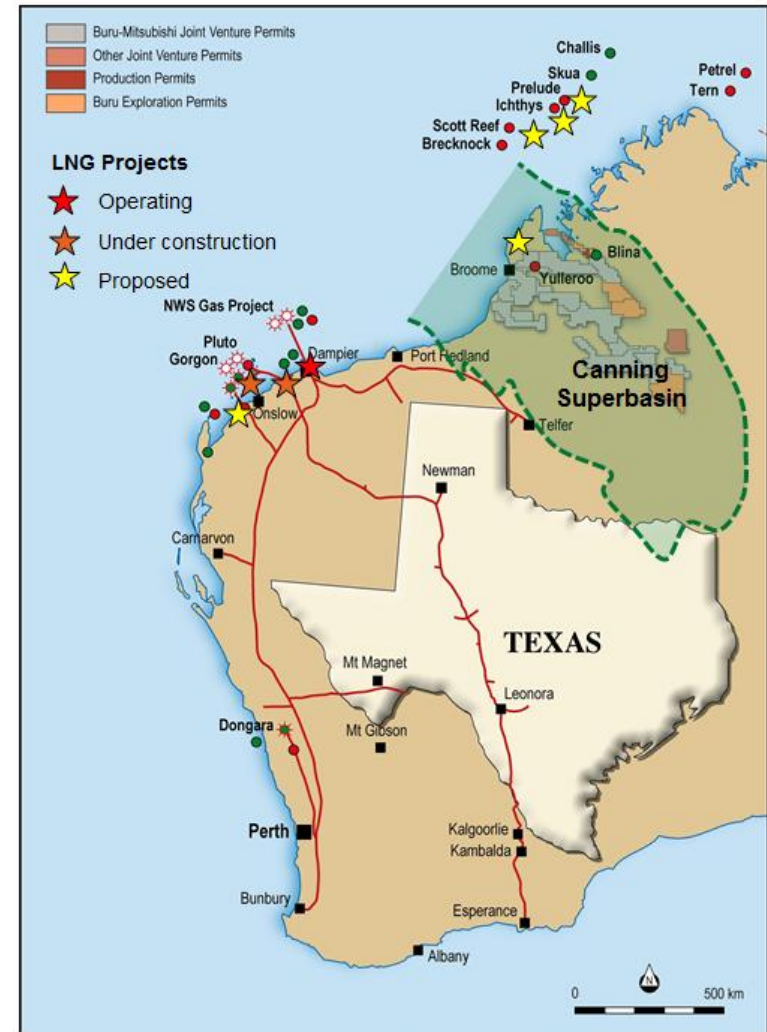 Buru-Mitsubishi Joint Venture Permits
Other Joint Venture Permits
Production Permits
Buru Exploration Permits
LNG Projects
Operating
Under construction
Proposed
Challis
Skua
Prelude
Ichthys
Scott Reef
Brecknock
Petrel
Tern
Blina
Broome
Yulleroo
NWS Gas Project
Pluto
Gorgon
Dampier
Port Hedland
Onslow
Canning
Superbasin
Telfer
Newman
Carnarvon
TEXAS
Mt Magnet
Leonora
Dongara
Mt Gibson
Perth
Kalgoorlie
Kambalda
Bunbury
Esperance
Albany
0
500 km